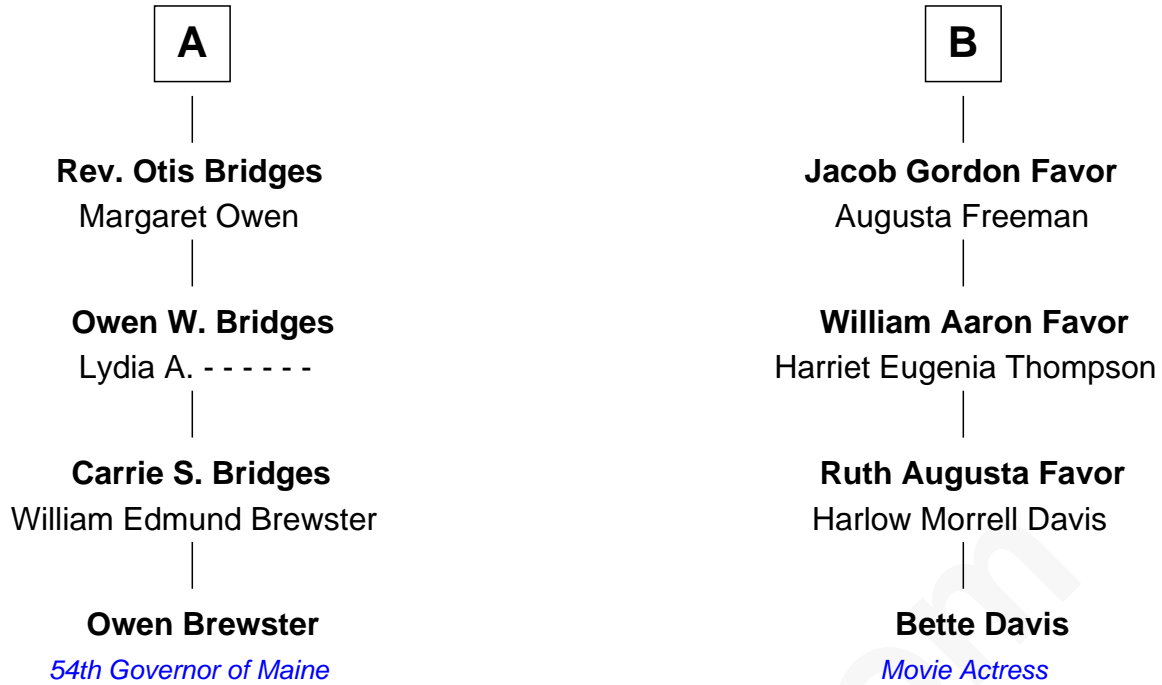 A
Rev. Otis Bridges
Margaret Owen
Owen W. Bridges
Lydia A. - - - - - -
Carrie S. Bridges
William Edmund Brewster
Owen Brewster
54th Governor of Maine
B
Jacob Gordon Favor
Augusta Freeman
William Aaron Favor
Harriet Eugenia Thompson
Ruth Augusta Favor
Harlow Morrell Davis
Bette Davis
Movie Actress